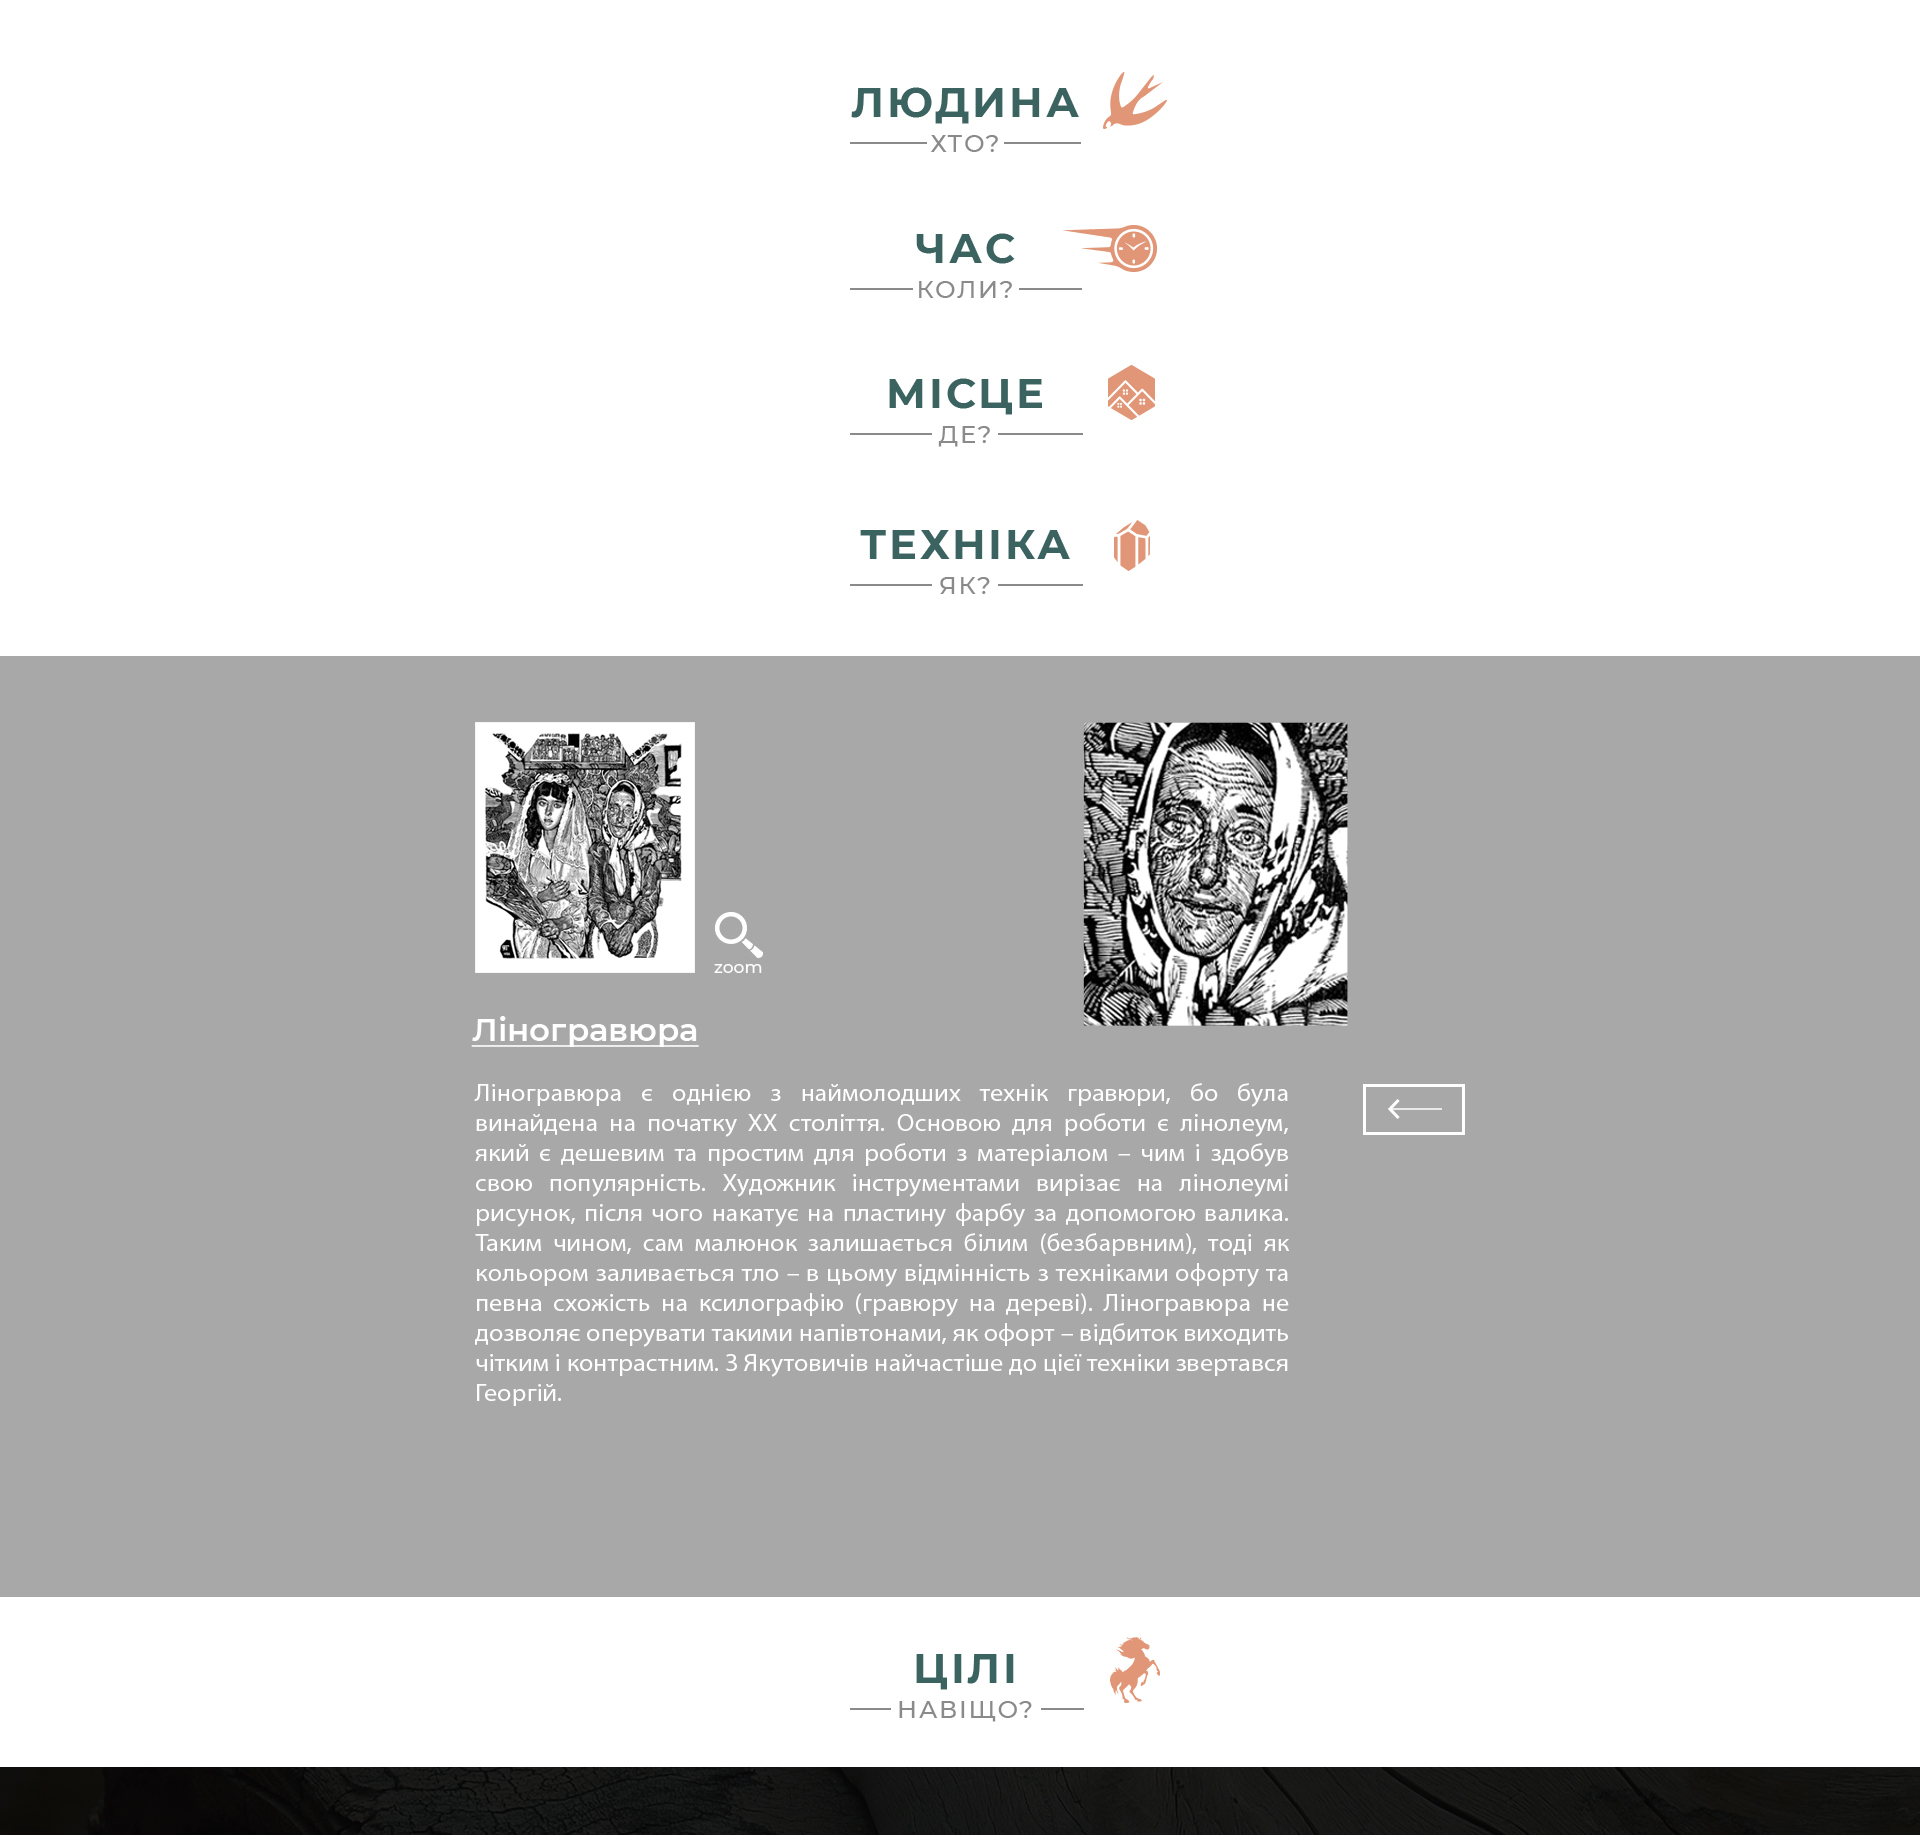 ЛЮДИНА
ХТО?
ЧАС
КОЛИ?
МІСЦЕ
ДЕ?
ТЕХНІКА
ЯК?
zoom
Ліногравюра
Ліногравюра є однією з наймолодших технік гравюри, бо була
винайдена на початку XX століття. Основою для роботи є лінолеум,
який є дешевим та простим для роботи з матеріалом – чим і здобув
свою популярність. Художник інструментами вирізає на лінолеумі
рисунок, після чого накатує на пластину фарбу за допомогою валика.
Таким чином, сам малюнок залишається білим (безбарвним), тоді як
кольором заливається тло – в цьому відмінність з техніками офорту та
певна схожість на ксилографію (гравюру на дереві). Ліногравюра не
дозволяє оперувати такими напівтонами, як офорт – відбиток виходить
чітким і контрастним. З Якутовичів найчастіше до цієї техніки звертався
Георгій.
ЦІЛІ
НАВІЩО?